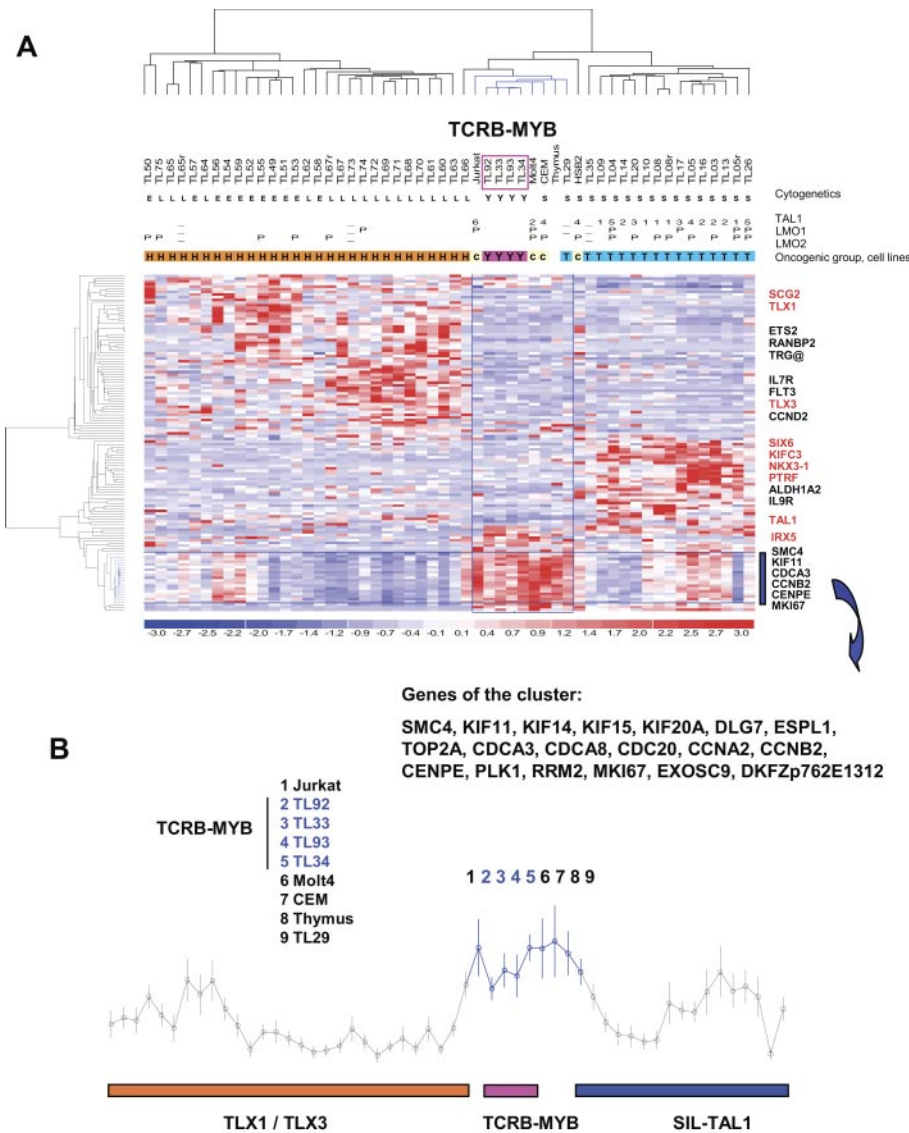 A
TCRB-MYB
TL50 TL75 TL65 TL65r TL57 TL64 TL56 TL54 TL59 TL52 TL55 TL49 TL51 TL53 TL62 TL58 TL67r TL67 TL73 TL74 TL72 TL69 TL71 TL68 TL70 TL61 TL60 TL63 TL66 Jurkat TL92 TL33 TL93 TL34 Molt4 CEM Thymus TL29 HSB2 TL35 TL09 TL04 TL14 TL20 TL10 TL08 TL08r TL17 TL05 TL16 TL03 TL13 TL05r TL26
Cytogenetics
TAL1
LMO1
LMO2
H H H H H H H H H H H H H H H H H H H H H H H H H H H H H C Y Y Y Y C C T C T T T T T T T T T T T T T T T Oncogenic group, cell lines
SCG2
TLX1
ETS2
RANBP2
TRG@
IL7R
FLT3
TLX3
CCND2
SIX6
KIFC3
NKX3-1
PTRF
ALDH1A2
IL9R
TAL1
IRX5
SMC4
KIF11
CDCA3
CCNB2
CENPE
MKI67
-3.0 -2.7 -2.5 -2.2 -2.0 -1.7 -1.4 -1.2 -0.9 -0.7 -0.4 -0.1 0.1 0.4 0.7 0.9 1.2 1.4 1.7 2.0 2.2 2.5 2.7 3.0
Genes of the cluster:
SMC4, KIF11, KIF14, KIF15, KIF20A, DLG7, ESPL1,
TOP2A, CDCA3, CDCA8, CDC20, CCNA2, CCNB2,
CENPE, PLK1, RRM2, MKI67, EXOSC9, DKFZp762E1312
B
TCRB-MYB
1 Jurkat
2 TL92
3 TL33
4 TL93
5 TL34
6 Molt4
7 CEM
8 Thymus
9 TL29
1 2 3 4 5 6 7 8 9
TLX1 / TLX3
TCRB-MYB
SIL-TAL1